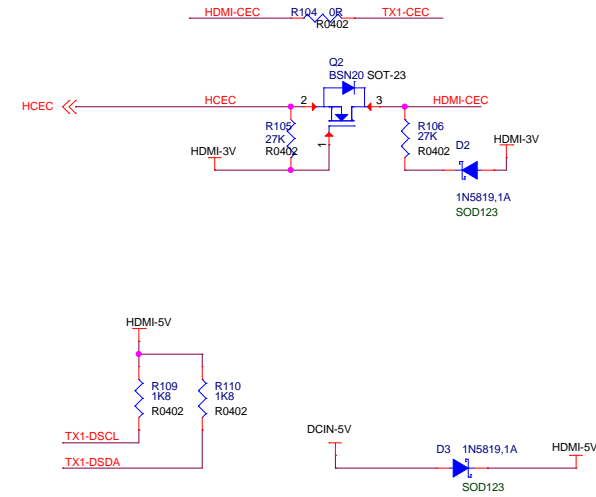 HDMI-CEC R104 0R TX1-CEC
R0402
Q2
BSN20 SOT-23
HCEC HCEC 2 3 HDMI-CEC
R105
27K
R0402
1
R106
27K
R0402
HDMI-3V
D2
HDMI-3V
1N5819,1A
SOD123
HDMI-5V
R109
1K8
R0402
R110
1K8
R0402
TX1-DSCL
TX1-DSDA
DCIN-5V
D3 1N5819,1A
HDMI-5V
SOD123